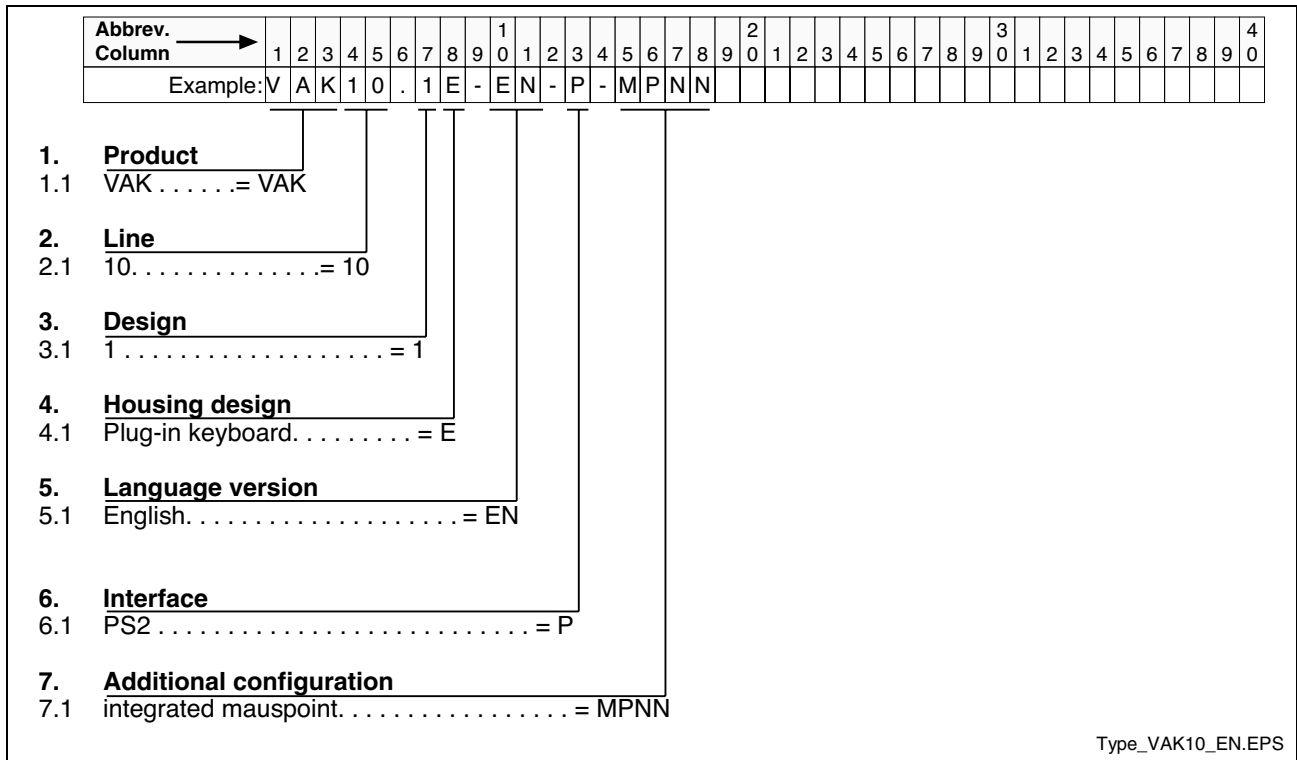 Abbrev. 1 2 3 4
Column 1 2 3 4 5 6 7 8 9 0 1 2 3 4 5 6 7 8 9 0 1 2 3 4 5 6 7 8 9 0 1 2 3 4 5 6 7 8 9 0
Example: V A K 1 0 . 1 E - E N - P - M P N N
1. Product
1.1 VAK . . . . . .= VAK
2. Line
2.1 10. . . . . . . . . . . . . .= 10
3. Design
3.1 1 . . . . . . . . . . . . . . . . . . . = 1
4. Housing design
4.1 Plug-in keyboard. . . . . . . . . = E
5. Language version
5.1 English. . . . . . . . . . . . . . . . . . . . = EN
6. Interface
6.1 PS2 . . . . . . . . . . . . . . . . . . . . . . . . . . . = P
7. Additional configuration
7.1 integrated mauspoint. . . . . . . . . . . . . . . . . = MPNN
Type_VAK10_EN.EPS